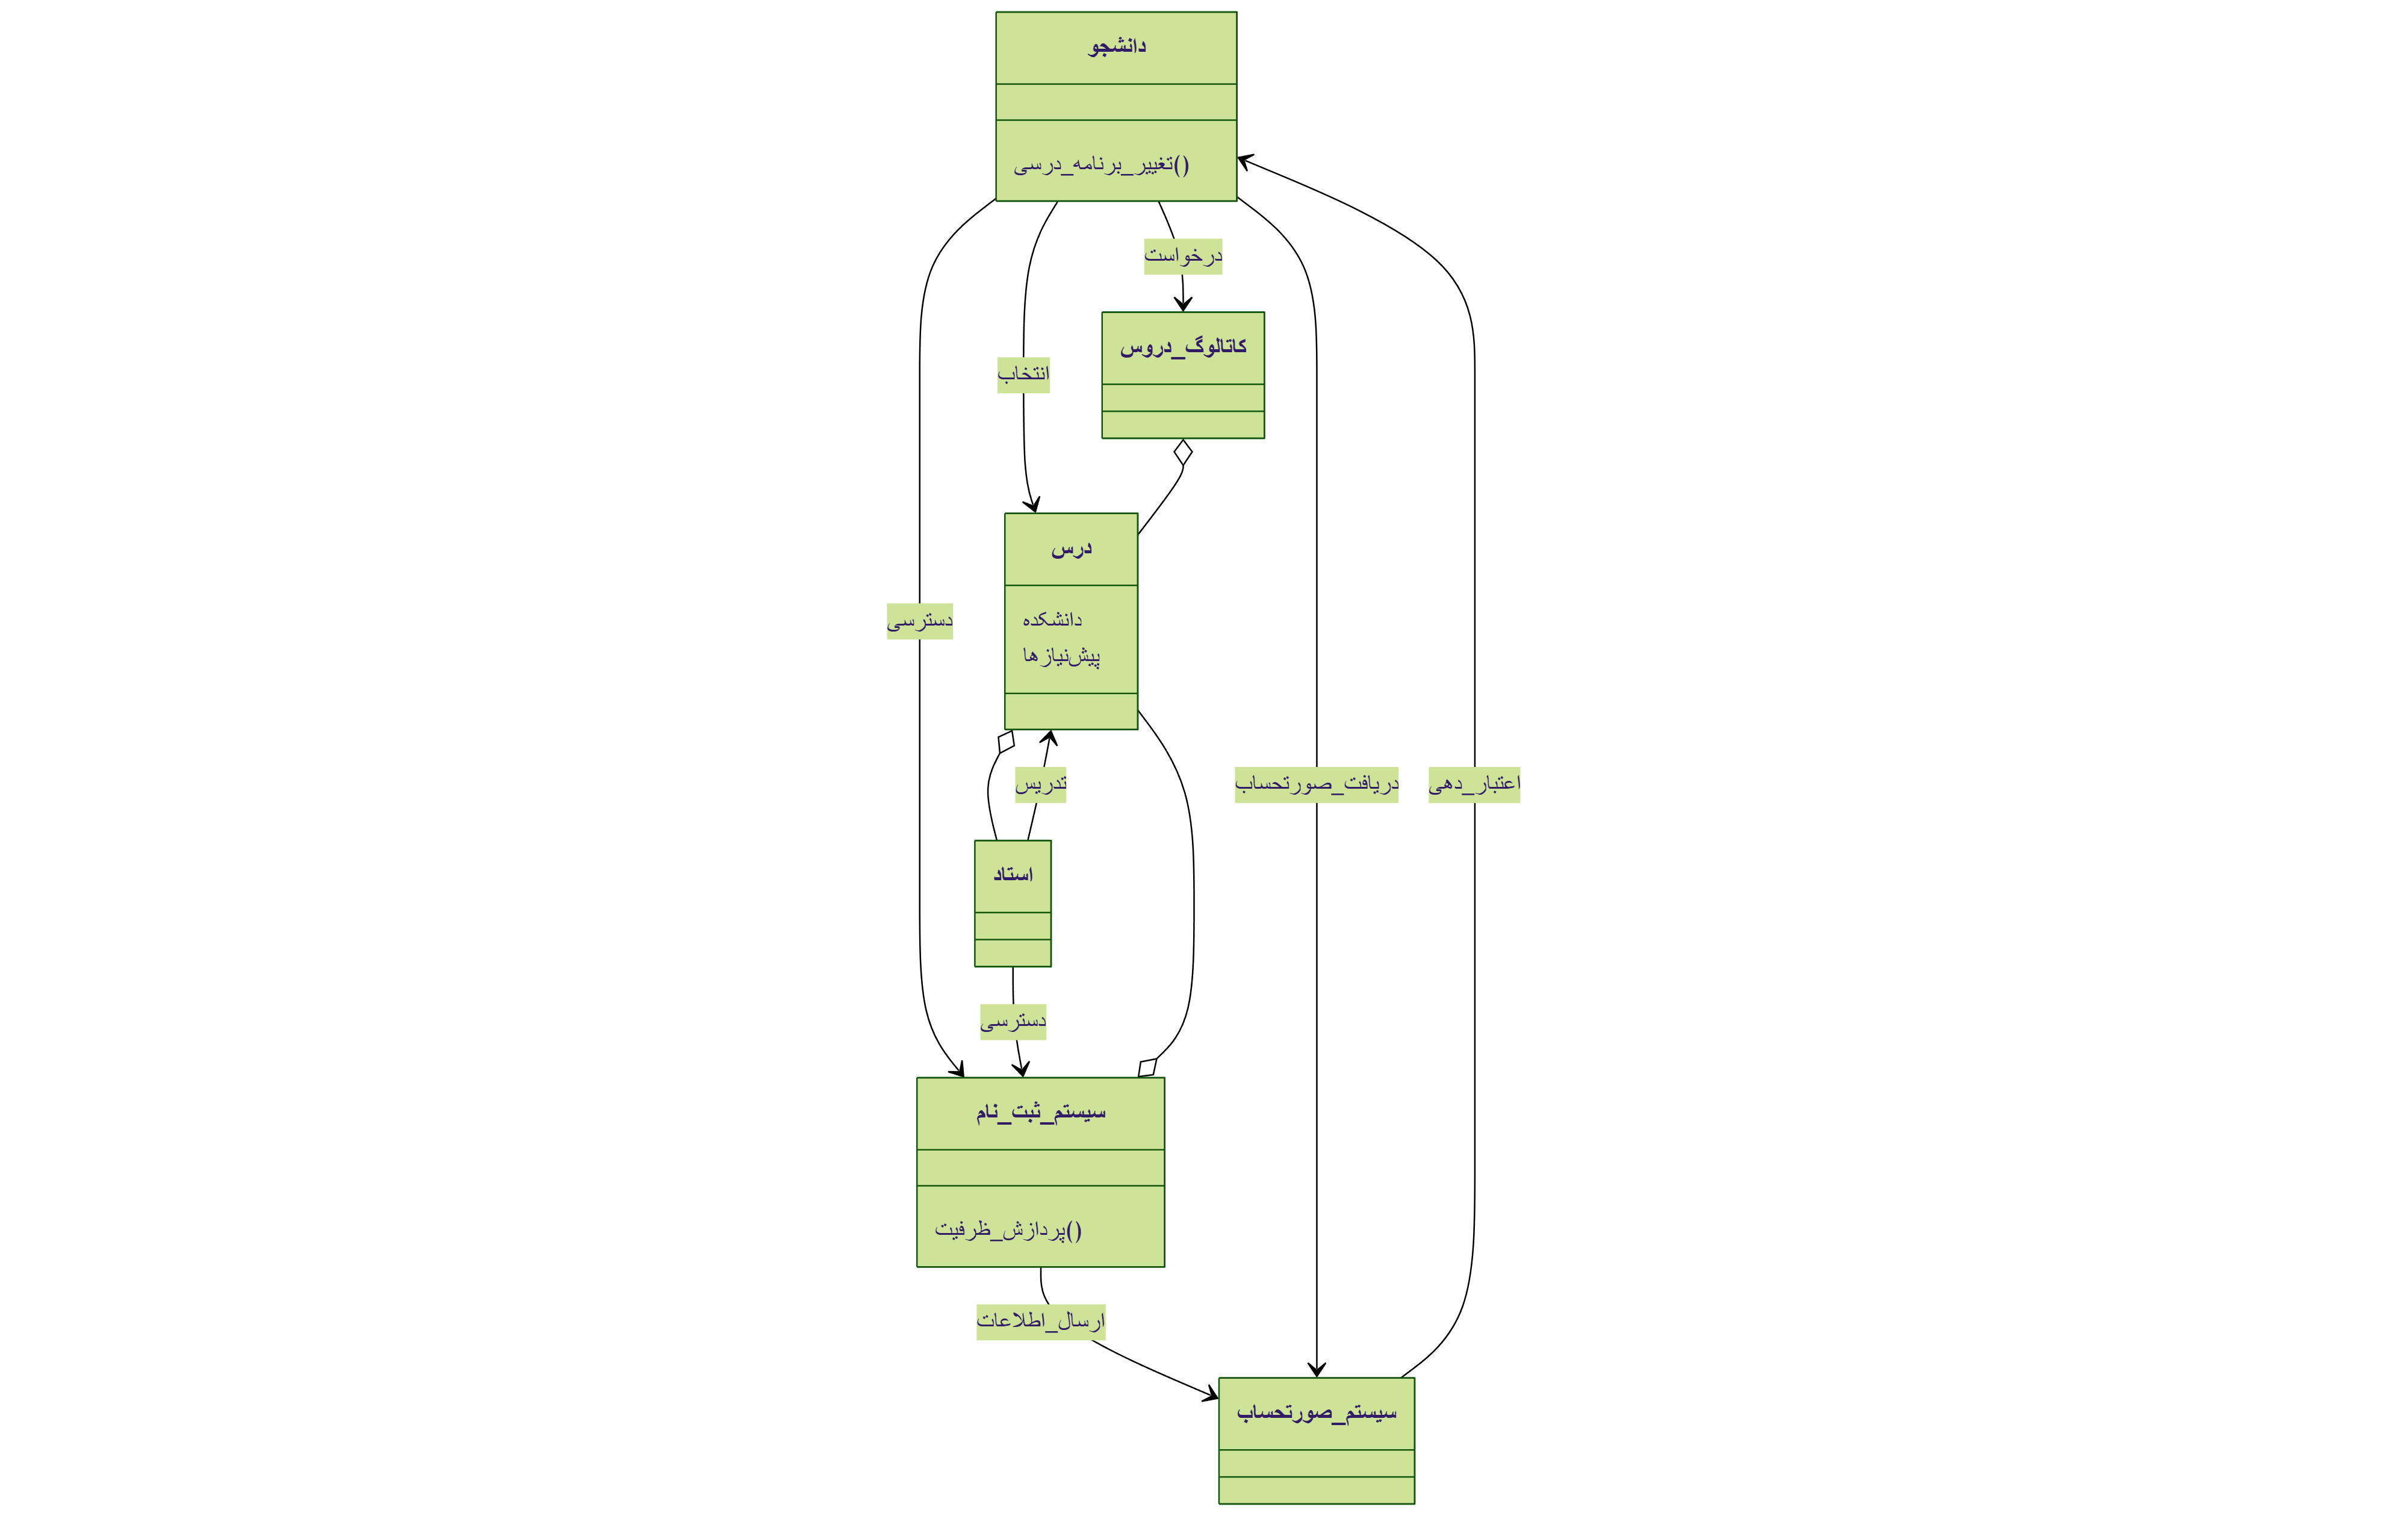 دانشجو
تغییر_برنامه_درسی()
درخواست
کاتالوگ_دروس
انتخاب
درس
دانشکده
پیش‌نیازها
دسترسی
تدریس
دریافت_صورتحساب
اعتبار_دهی
استاد
دسترسی
سیستم_ثبت_نام
پردازش_ظرفیت()
ارسال_اطلاعات
سیستم_صورتحساب